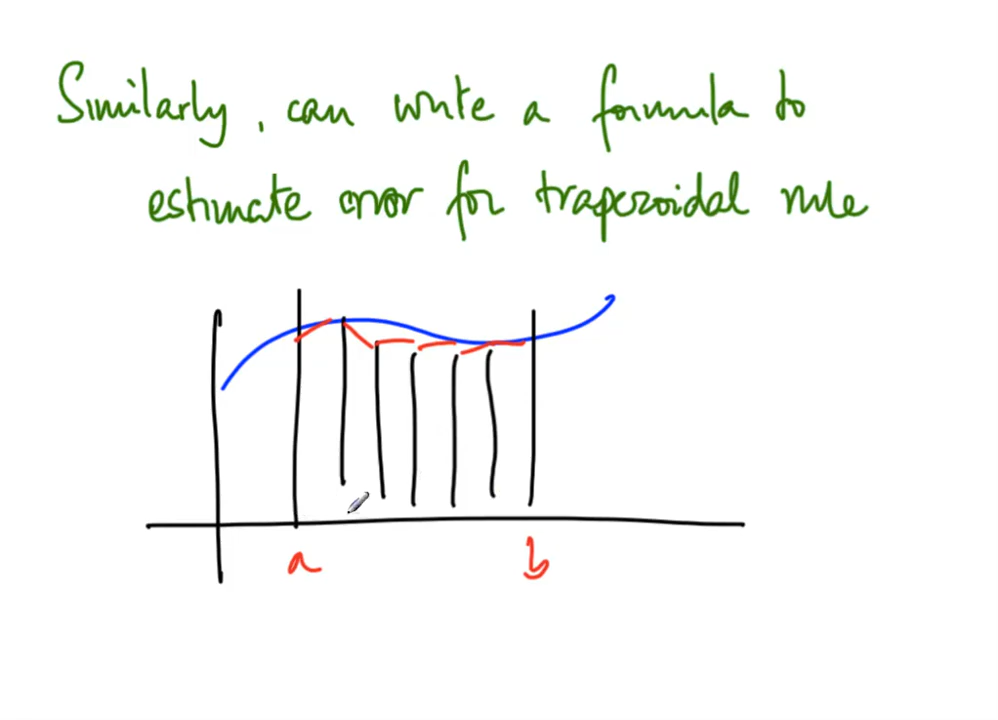 Similarly, can write a formula to
estimate error for trapezoidal rule
a
b